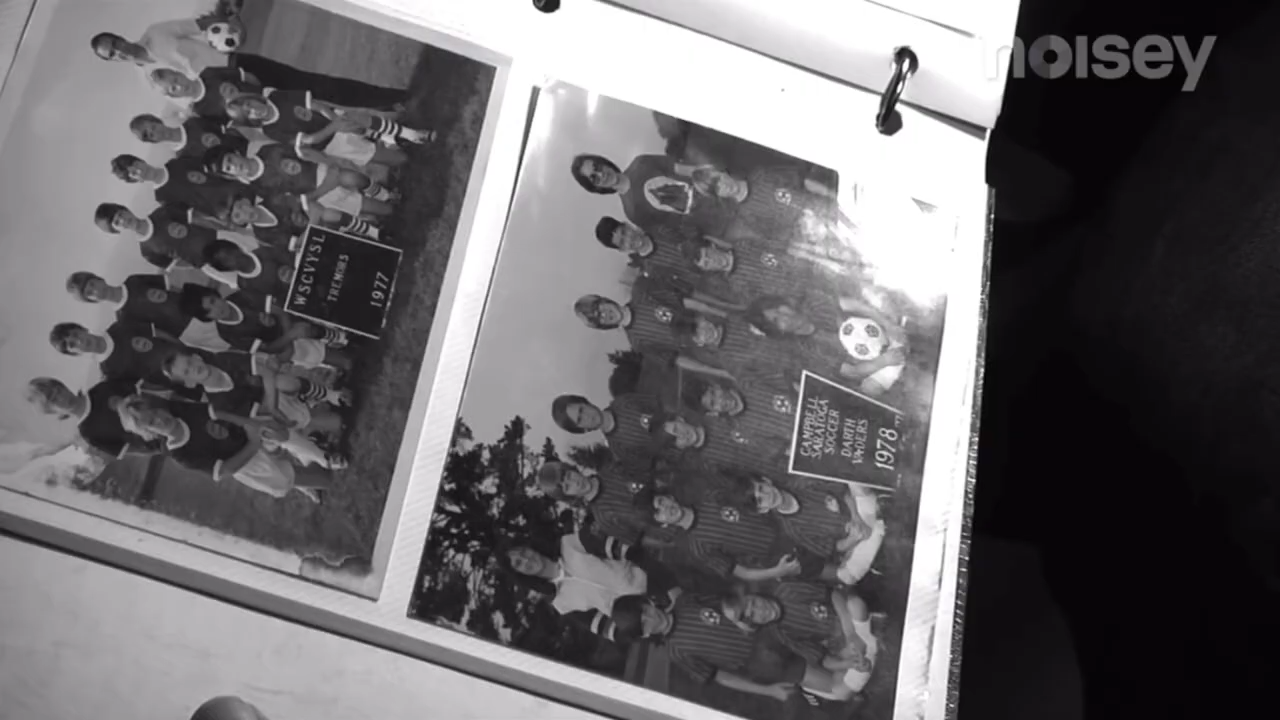 noisey
WSCVYSL
TREMORS
1977
CAMPBELL
SARATOGA
SOCCER
DARTH
VADERS
1978